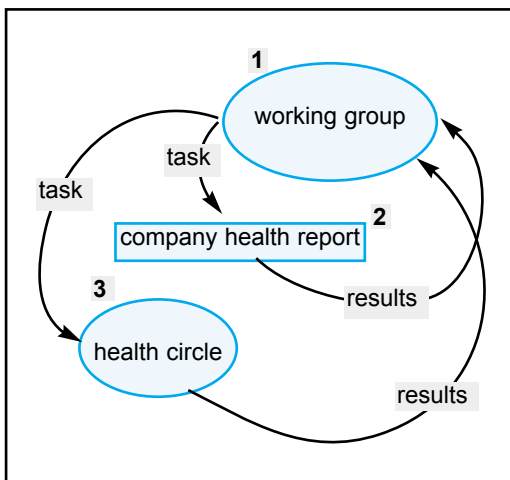 1
working group
task
task
2
company health report
3
results
health circle
results